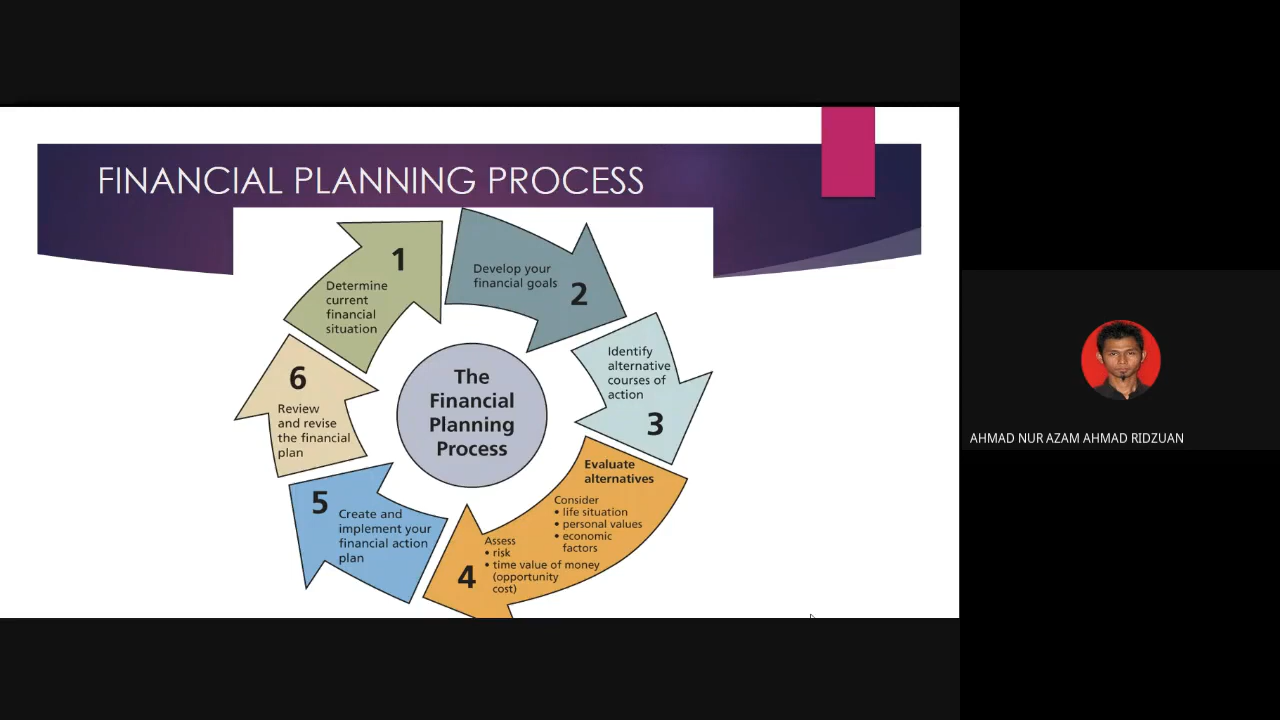 FINANCIAL PLANNING PROCESS
1
Determine
current
financial
situation
Develop your
financial goals
2
Identify
alternative
courses of
action
3
Evaluate
alternatives
Consider
• life situation
• personal values
• economic
factors
Assess
• risk
• time value of money
(opportunity
cost)
4
5
Create and
implement your
financial action
plan
6
Review
and revise
the financial
plan
The
Financial
Planning
Process
AHMAD NUR AZAM AHMAD RIDZUAN